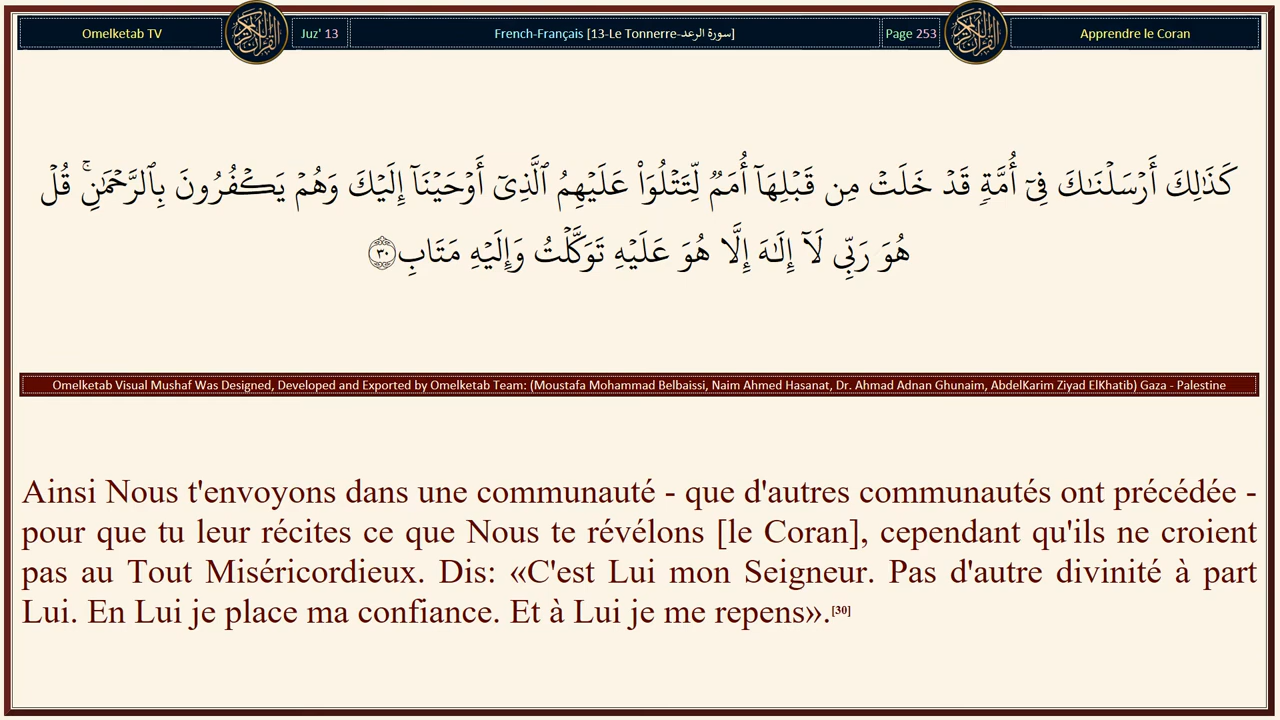 Omelketab TV
Juz' 13
French-Français [13-Le Tonnerre-سورة الرعد]
Page 253
Apprendre le Coran
كَذَٰلِكَ أَرۡسَلۡنَٰكَ فِيٓ أُمَّةٖ قَدۡ خَلَتۡ مِن قَبۡلِهَآ أُمَمٞ لِّتَتۡلُوَاْ عَلَيۡهِمُ ٱلَّذِيٓ أَوۡحَيۡنَآ إِلَيۡكَ وَهُمۡ يَكۡفُرُونَ بِٱلرَّحۡمَٰنِۚ قُلۡ
هُوَ رَبِّي لَآ إِلَٰهَ إِلَّا هُوَ عَلَيۡهِ تَوَكَّلۡتُ وَإِلَيۡهِ مَتَابِ ٣٠
Omelketab Visual Mushaf Was Designed, Developed and Exported by Omelketab Team: (Moustafa Mohammad Belbaissi, Naim Ahmed Hasanat, Dr. Ahmad Adnan Ghunaim, AbdelKarim Ziyad ElKhatib) Gaza - Palestine
Ainsi Nous t'envoyons dans une communauté - que d'autres communautés ont précédée -
pour que tu leur récites ce que Nous te révélons [le Coran], cependant qu'ils ne croient
pas au Tout Miséricordieux. Dis: «C'est Lui mon Seigneur. Pas d'autre divinité à part
Lui. En Lui je place ma confiance. Et à Lui je me repens».[30]